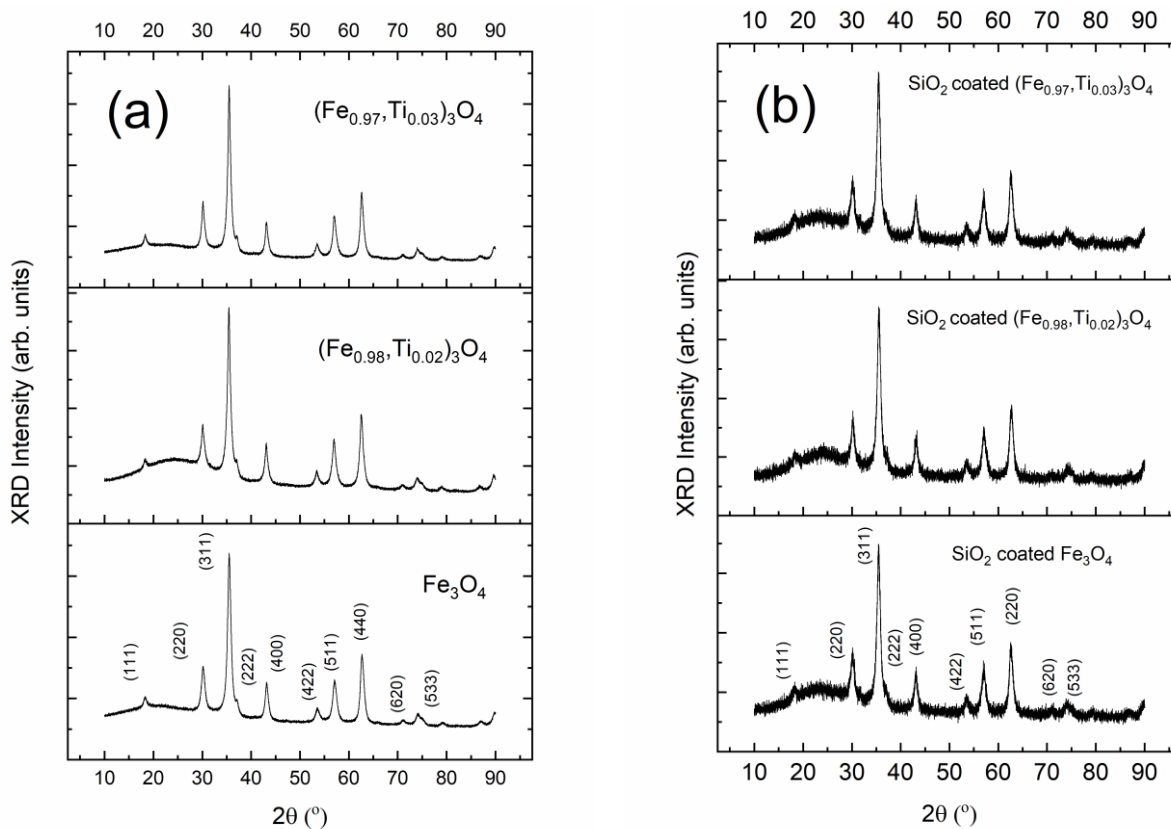 10 20 30 40 50 60 70 80 90
(a)
(Fe0.97,Ti0.03)3O4
(Fe0.98,Ti0.02)3O4
Fe3O4
(111)
(220)
(311)
(222)
(400)
(422)
(511)
(440)
(620)
(533)
10 20 30 40 50 60 70 80 90
2θ (º)
XRD Intensity (arb. units)
10 20 30 40 50 60 70 80 90
(b)
SiO2 coated (Fe0.97,Ti0.03)3O4
SiO2 coated (Fe0.98,Ti0.02)3O4
SiO2 coated Fe3O4
(111)
(220)
(311)
(222)
(400)
(422)
(511)
(220)
(620)
(533)
10 20 30 40 50 60 70 80 90
2θ (º)
XRD Intensity (arb. units)